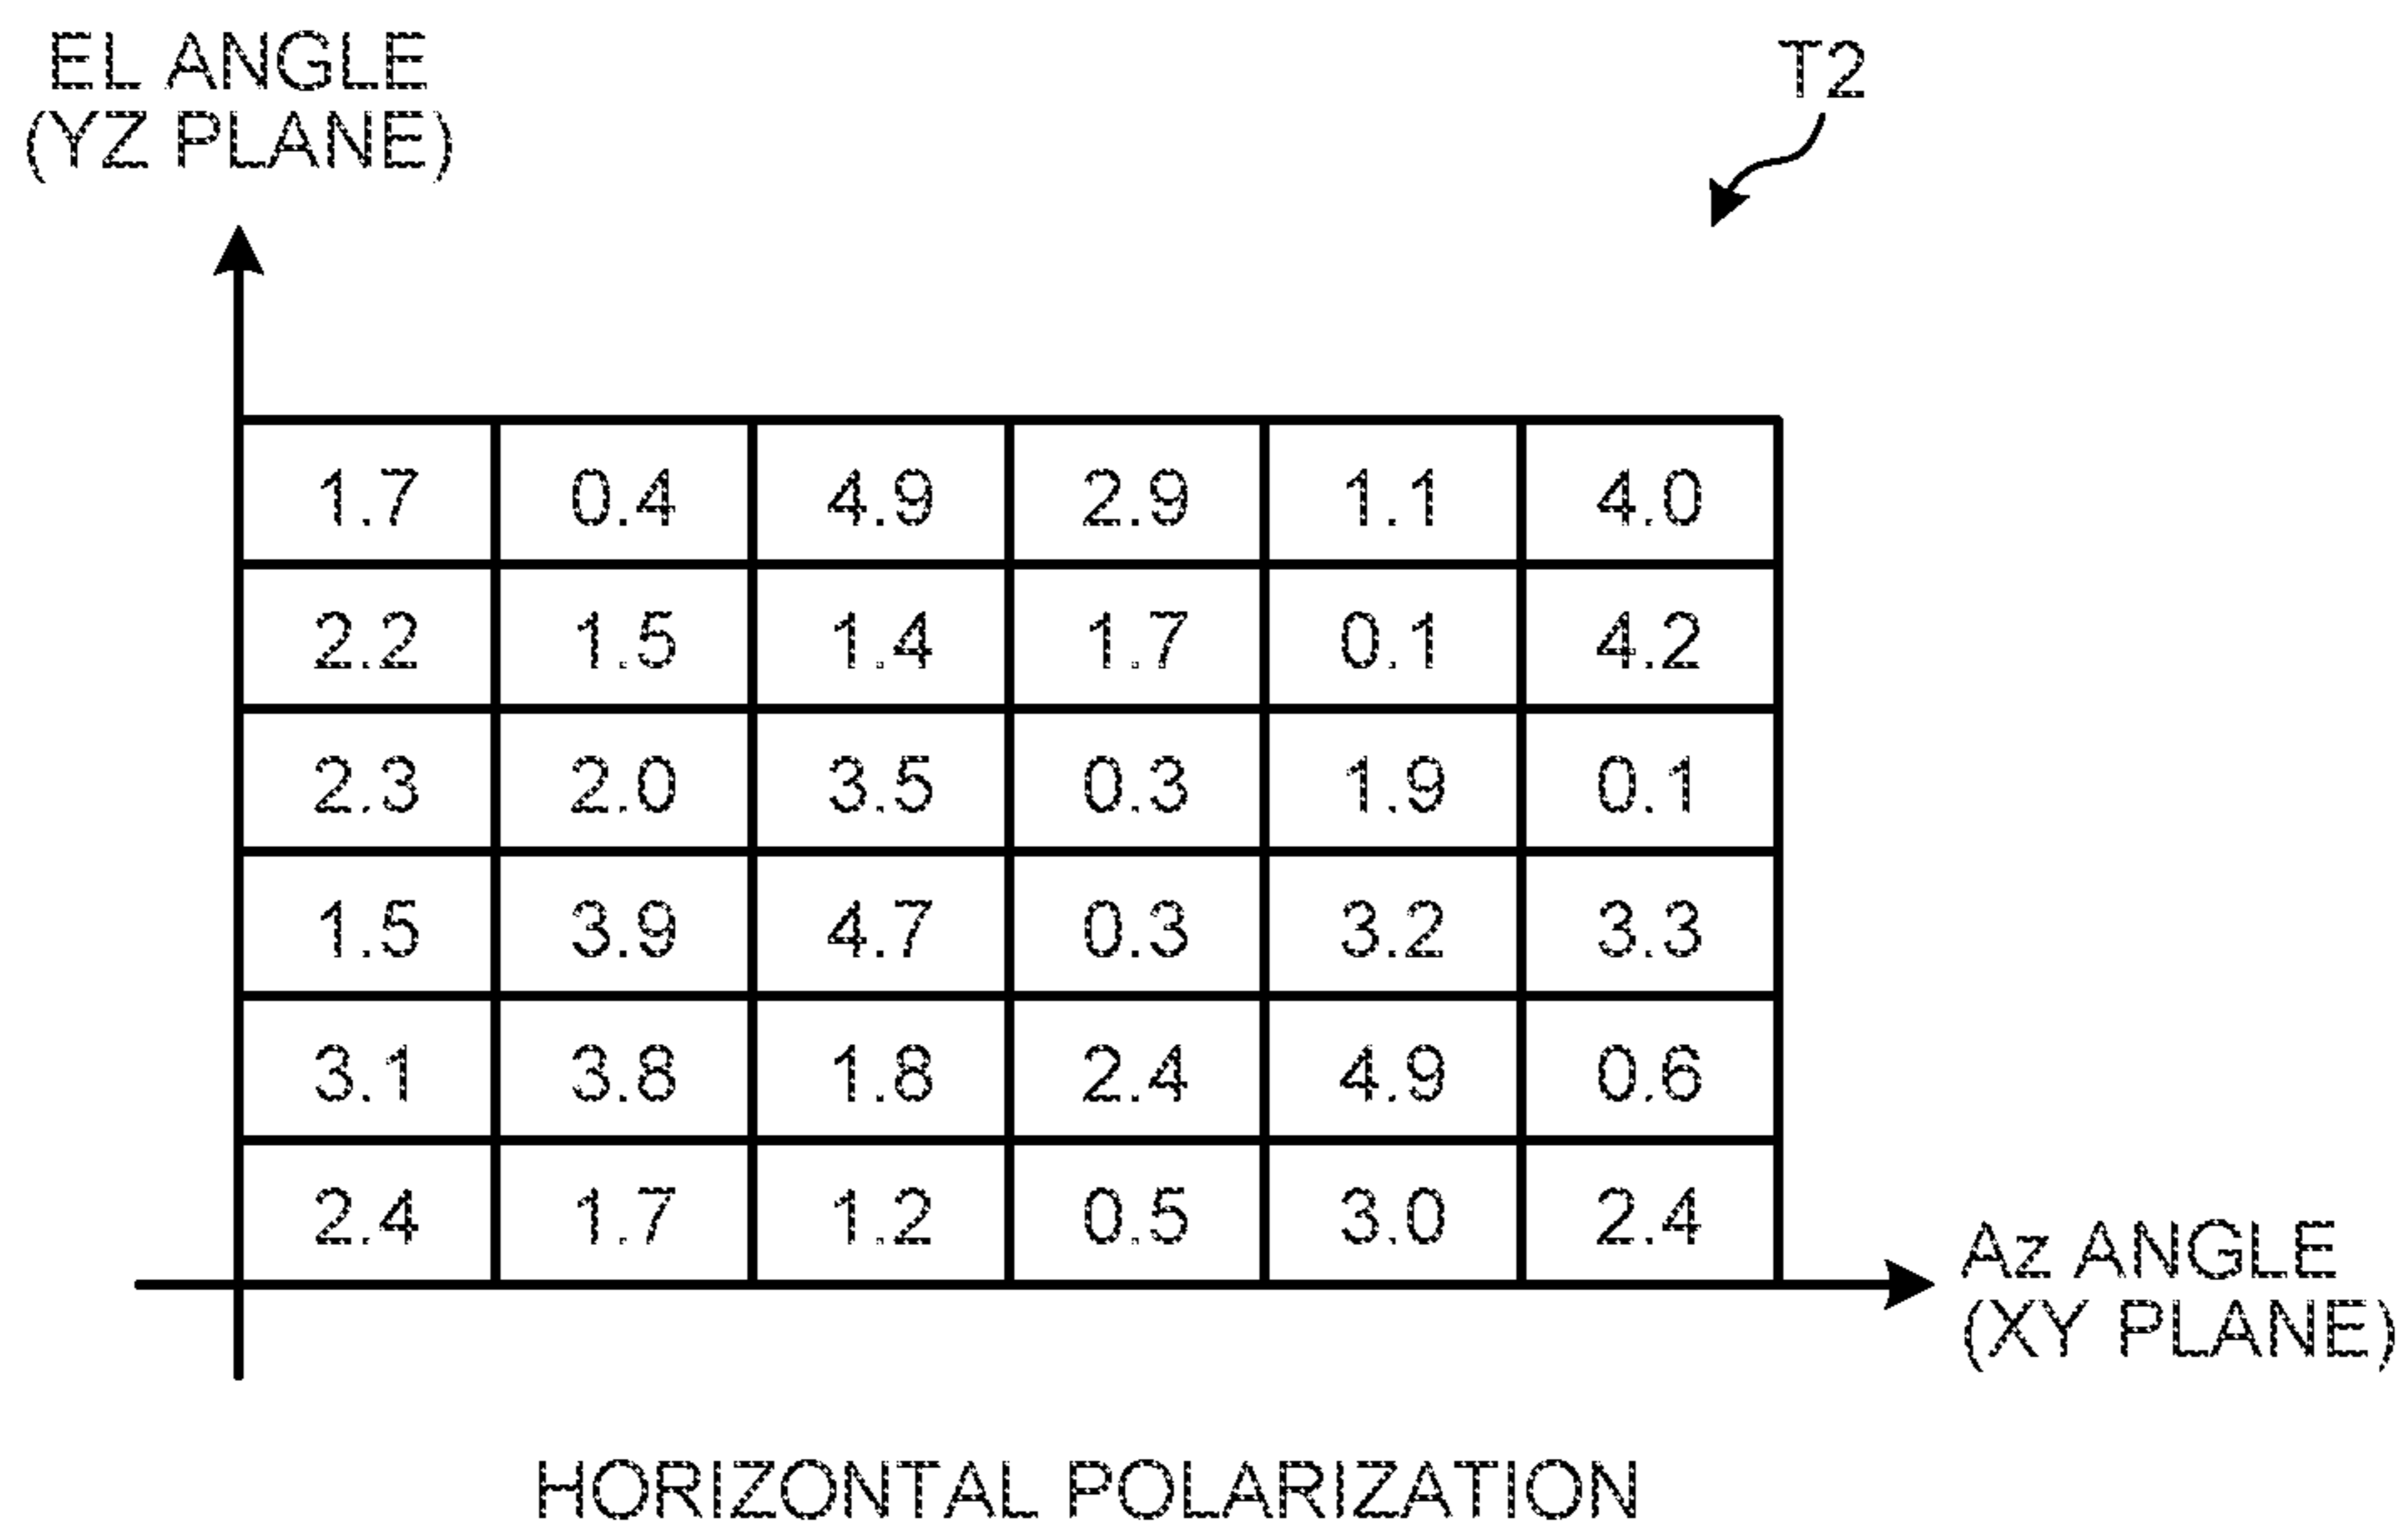 EL ANGLE
(YZ PLANE)
T2
1.7 0.4 4.9 2.9 1.1 4.0
2.2 1.5 1.4 1.7 0.1 4.2
2.3 2.0 3.5 0.3 1.9 0.1
1.5 3.9 4.7 0.3 3.2 3.3
3.1 3.8 1.8 2.4 4.9 0.6
2.4 1.7 1.2 0.5 3.0 2.4
Az ANGLE
(XY PLANE)
HORIZONTAL POLARIZATION